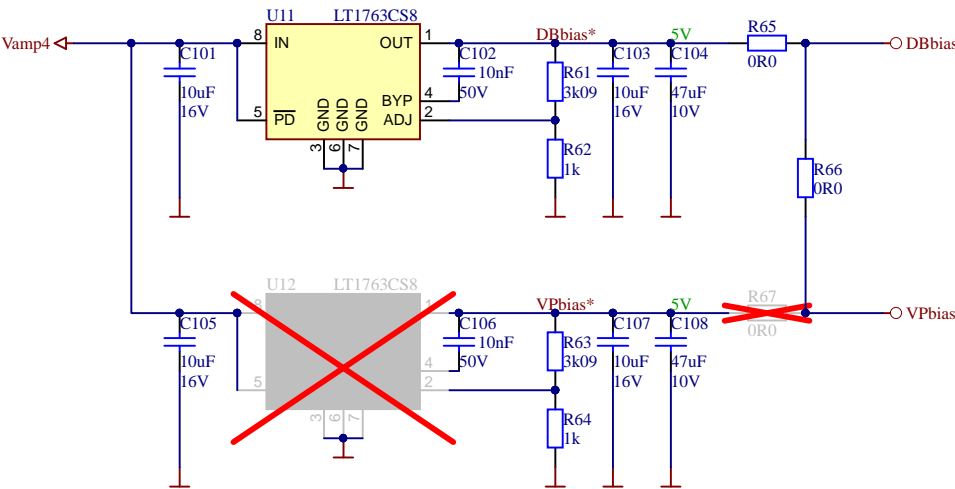 U11 LT1763CS8
Vamp4
8 IN OUT 1
5 PD BYP 4
ADJ 2
GND GND GND
3 6 7
C101
10uF
16V
C102
10nF
50V
DBbias*
R61
3k09
R62
1k
C103
10uF
16V
5V
C104
47uF
10V
R65
0R0
DBbias
R66
0R0
U12 LT1763CS8
8 1
5 4
2
3 6 7
C105
10uF
16V
C106
10nF
50V
VPbias*
R63
3k09
R64
1k
C107
10uF
16V
5V
C108
47uF
10V
R67
0R0
VPbias